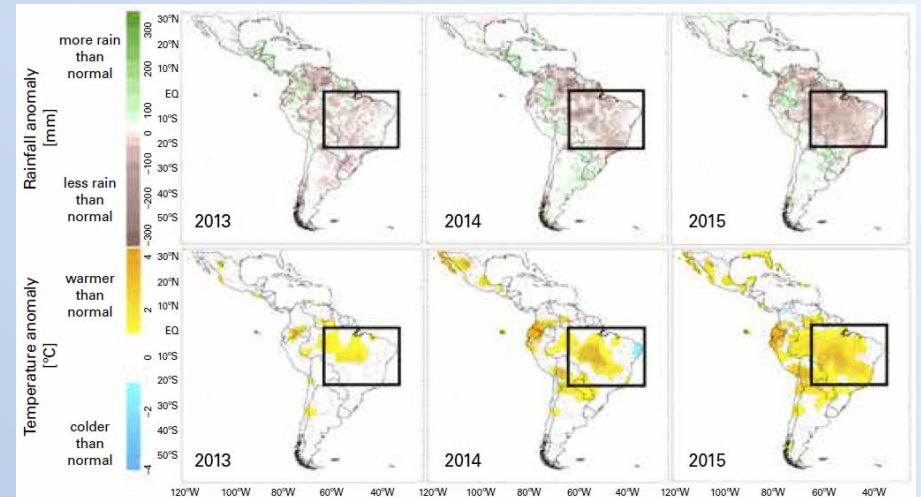 Rainfall anomaly
[mm]
more rain
than
normal
less rain
than
normal
300
200
100
0
−100
−200
−300
30°N
20°N
10°N
EQ
10°S
20°S
30°S
40°S
50°S
2013
2014
2015
Temperature anomaly
[°C]
warmer
than
normal
colder
than
normal
4
2
0
−2
−4
30°N
20°N
10°N
EQ
10°S
20°S
30°S
40°S
50°S
2013
2014
2015
120°W 100°W 80°W 60°W 40°W 120°W 100°W 80°W 60°W 40°W 120°W 100°W 80°W 60°W 40°W